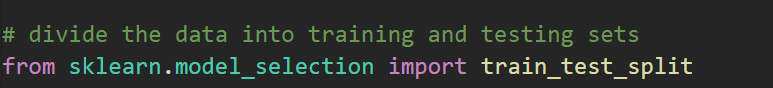 # divide the data into training and testing sets
from sklearn.model_selection import train_test_split